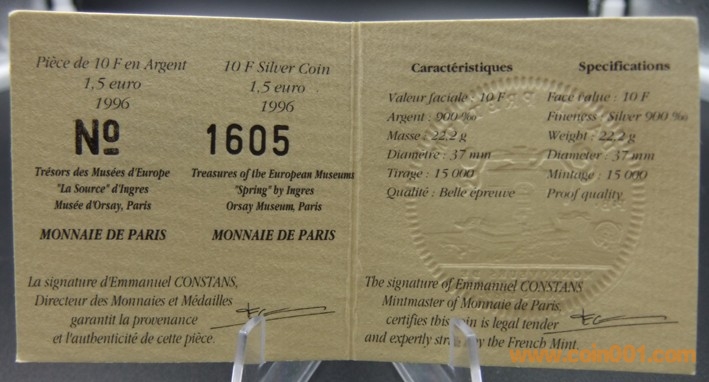 Pièce de 10 F en Argent
1,5 euro
1996
Nº
Trésors des Musées d'Europe
"La Source" d'Ingres
Musée d'Orsay, Paris
MONNAIE DE PARIS
10 F Silver Coin
1,5 euro
1996
1605
Treasures of the European Museums
"Spring" by Ingres
Orsay Museum, Paris
MONNAIE DE PARIS
La signature d'Emmanuel CONSTANS,
Directeur des Monnaies et Médailles
garantit la provenance
et l'authenticité de cette pièce.
Caractéristiques
Valeur faciale : 10 F
Argent : 900 ‰
Masse : 22,2 g
Diamètre : 37 mm
Tirage : 15 000
Qualité : Belle épreuve
Specifications
Face value : 10 F
Fineness : Silver 900 ‰
Weight : 22,2 g
Diameter : 37 mm
Mintage : 15 000
Proof quality
The signature of Emmanuel CONSTANS
Mintmaster of Monnaie de Paris,
certifies this coin is legal tender
and expertly struck by the French Mint.
www.coin001.com